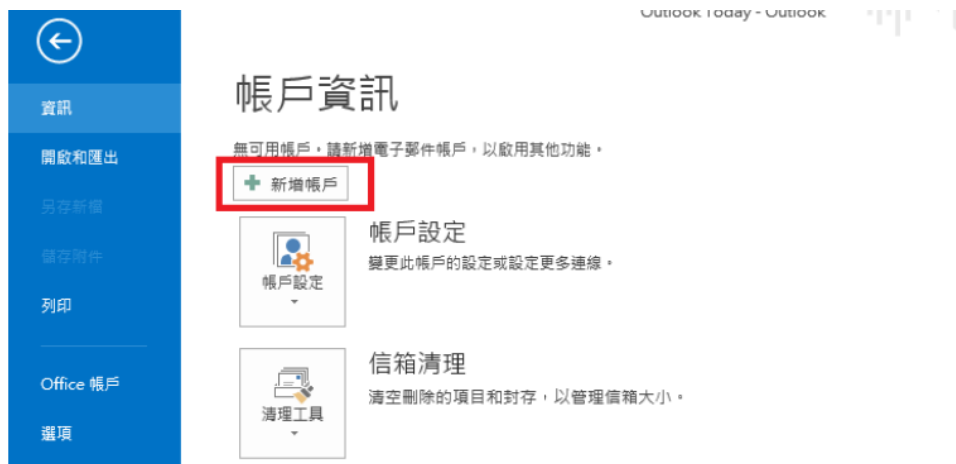 Outlook Today - Outlook
帳戶資訊
資訊
無可用帳戶，請新增電子郵件帳戶，以啟用其他功能。
開啟和匯出
新增帳戶
另存新檔
帳戶設定
儲存附件
變更此帳戶的設定或設定更多連線。
帳戶設定
列印
信箱清理
Office 帳戶
清空刪除的項目和封存，以管理信箱大小。
清理工具
選項